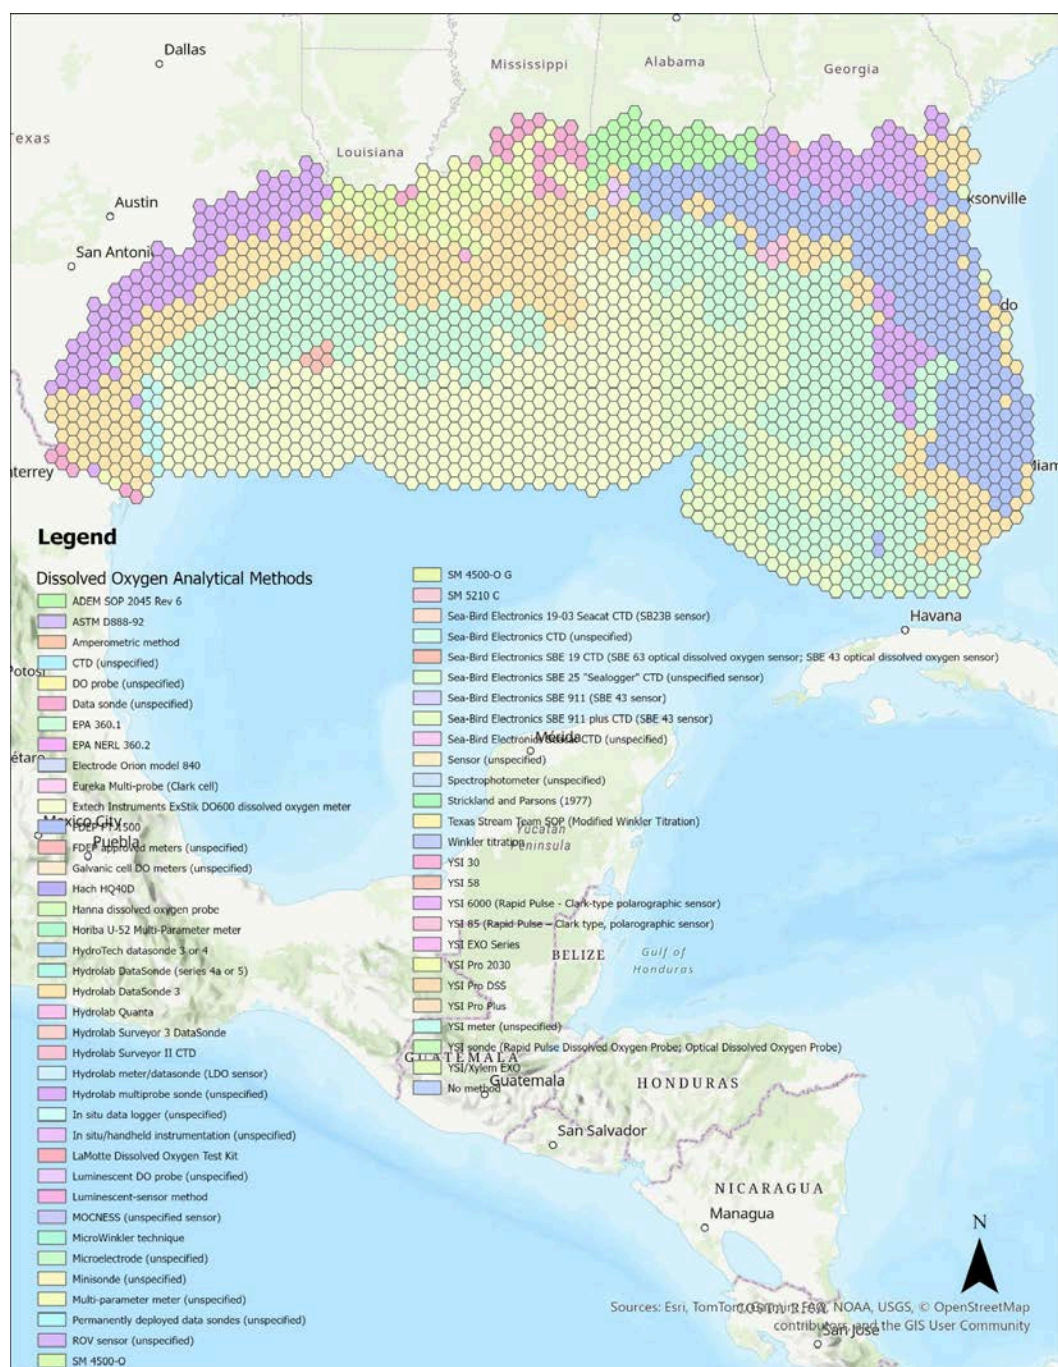 Dallas
Mississippi
Alabama
Georgia
Texas
Louisiana
Austin
ksonville
San Antonio
do
nterrey
Miam
Legend
Dissolved Oxygen Analytical Methods
ADEM SOP 2045 Rev 6
ASTM D888-92
Amperometric method
CTD (unspecified)
DO probe (unspecified)
Data sonde (unspecified)
EPA 360.1
EPA NERL 360.2
Electrode Orion model 840
Eureka Multi-probe (Clark cell)
Extech Instruments ExStik DO600 dissolved oxygen meter
FDEP FT 1500
FDEP approved meters (unspecified)
Galvanic cell DO meters (unspecified)
Hach HQ40D
Hanna dissolved oxygen probe
Horiba U-52 Multi-Parameter meter
HydroTech datasonde 3 or 4
Hydrolab DataSonde (series 4a or 5)
Hydrolab DataSonde 3
Hydrolab Quanta
Hydrolab Surveyor 3 DataSonde
Hydrolab Surveyor II CTD
Hydrolab meter/datasonde (LDO sensor)
Hydrolab multiprobe sonde (unspecified)
In situ data logger (unspecified)
In situ/handheld instrumentation (unspecified)
LaMotte Dissolved Oxygen Test Kit
Luminescent DO probe (unspecified)
Luminescent-sensor method
MOCNESS (unspecified sensor)
MicroWinkler technique
Microelectrode (unspecified)
Minisonde (unspecified)
Multi-parameter meter (unspecified)
Permanently deployed data sondes (unspecified)
ROV sensor (unspecified)
SM 4500-O
SM 4500-O G
SM 5210 C
Sea-Bird Electronics 19-03 Seacat CTD (SB23B sensor)
Sea-Bird Electronics CTD (unspecified)
Sea-Bird Electronics SBE 19 CTD (SBE 63 optical dissolved oxygen sensor; SBE 43 optical dissolved oxygen sensor)
Sea-Bird Electronics SBE 25 "Sealogger" CTD (unspecified sensor)
Sea-Bird Electronics SBE 911 (SBE 43 sensor)
Sea-Bird Electronics SBE 911 plus CTD (SBE 43 sensor)
Sea-Bird Electronics Seacat CTD (unspecified)
Sensor (unspecified)
Spectrophotometer (unspecified)
Strickland and Parsons (1977)
Texas Stream Team SOP (Modified Winkler Titration)
Winkler titration
YSI 30
YSI 58
YSI 6000 (Rapid Pulse - Clark-type polarographic sensor)
YSI 85 (Rapid Pulse – Clark type, polarographic sensor)
YSI EXO Series
YSI Pro 2030
YSI Pro DSS
YSI Pro Plus
YSI meter (unspecified)
YSI sonde (Rapid Pulse Dissolved Oxygen Probe; Optical Dissolved Oxygen Probe)
YSI/Xylem EXO
No method
Havana
Potosí
Mérida
étaro
Mexico City
Puebla
Yucatan
Peninsula
BELIZE
Gulf of
Honduras
GUATEMALA
Guatemala
HONDURAS
San Salvador
NICARAGUA
Managua
N
COSTA RICA
San José
Sources: Esri, TomTom, Garmin, FAO, NOAA, USGS, © OpenStreetMap
contributors, and the GIS User Community